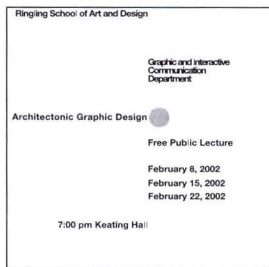 Ringling School of Art and Design
Graphic and Interactive
Communication
Department
Architectonic Graphic Design
Free Public Lecture
February 8, 2002
February 15, 2002
February 22, 2002
7:00 pm Keating Hall